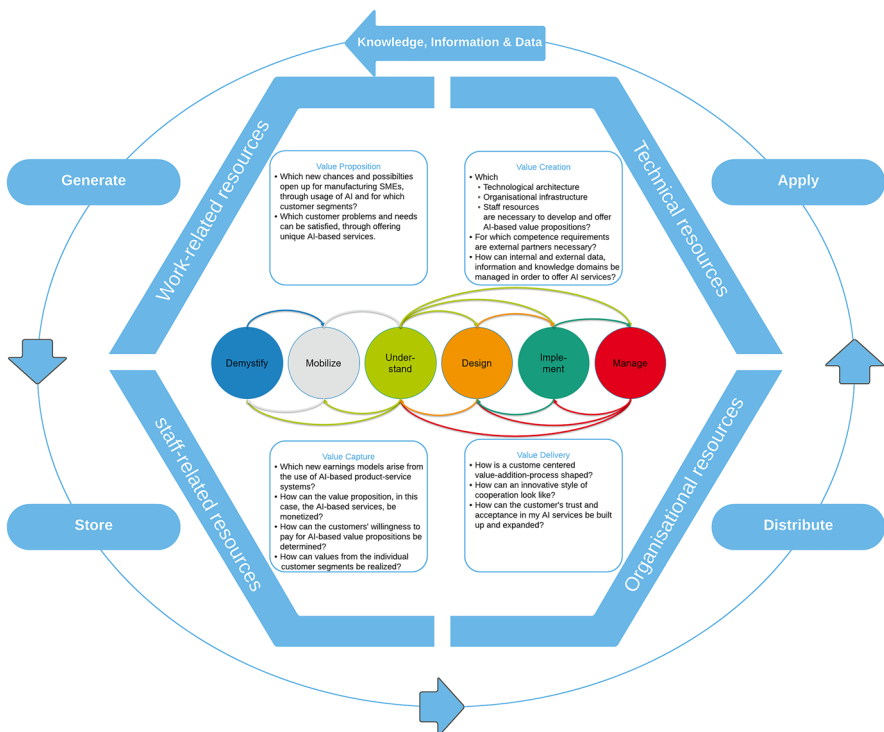 Knowledge, Information & Data
Generate
Apply
Work-related resources
Technical resources
Value Proposition
• Which new chances and possibilties
open up for manufacturing SMEs,
through usage of AI and for which
customer segments?
• Which customer problems and needs
can be satisfied, through offering
unique AI-based services.
Value Creation
• Which
• Technological architecture
• Organisational infrastructure
• Staff resources
are necessary to develop and offer
AI-based value propositions?
• For which competence requirements
are external partners necessary?
• How can internal and external data,
information and knowledge domains be
managed in order to offer AI services?
Demystify
Mobilize
Under-
stand
Design
Imple-
ment
Manage
staff-related resources
Organisational resources
Value Capture
• Which new earnings models arise from
the use of AI-based product-service
systems?
• How can the value proposition, in this
case, the AI-based services, be
monetized?
• How can the customers' willingness to
pay for AI-based value propositions be
determined?
• How can values from the individual
customer segments be realized?
Value Delivery
• How is a custome centered
value-addition-process shaped?
• How can an innovative style of
cooperation look like?
• How can the customer's trust and
acceptance in my AI services be built
up and expanded?
Store
Distribute